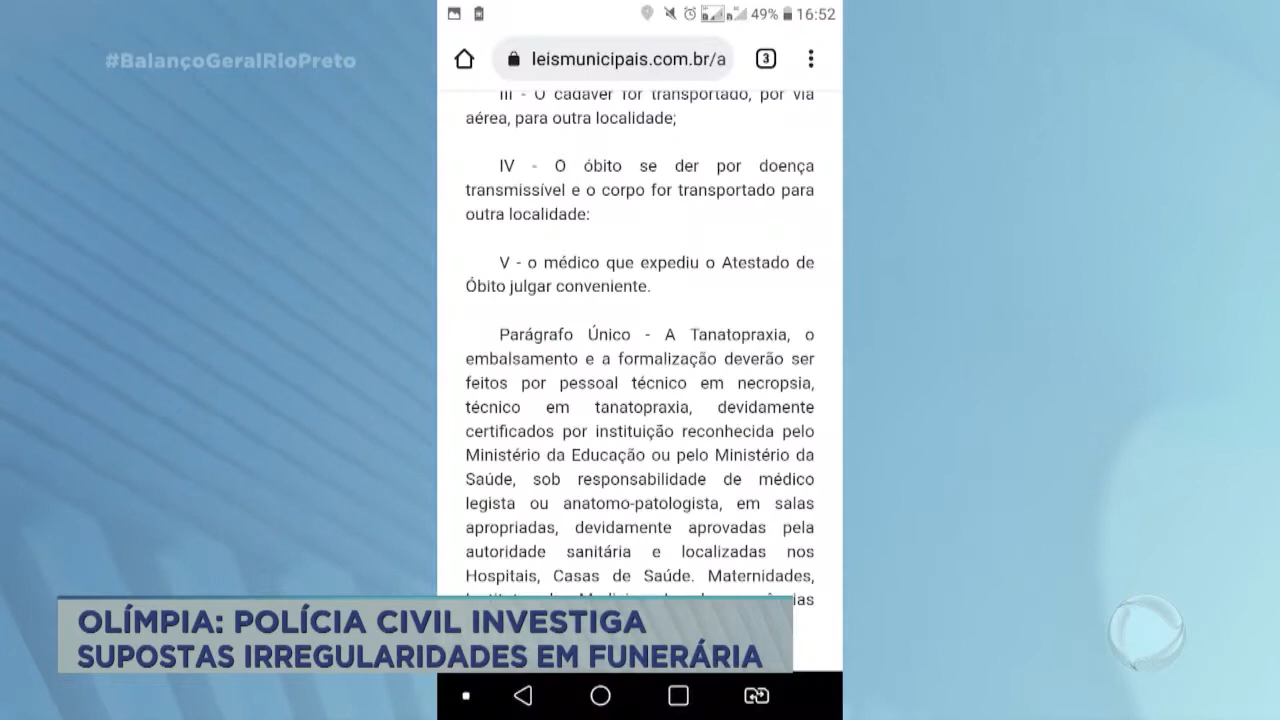 #BalançoGeralRioPreto
49% 16:52
leismunicipais.com.br/a
3
III - O cadáver for transportado, por via
aérea, para outra localidade;
IV - O óbito se der por doença
transmissível e o corpo for transportado para
outra localidade:
V - o médico que expediu o Atestado de
Óbito julgar conveniente.
Parágrafo Único - A Tanatopraxia, o
embalsamento e a formalização deverão ser
feitos por pessoal técnico em necropsia,
técnico em tanatopraxia, devidamente
certificados por instituição reconhecida pelo
Ministério da Educação ou pelo Ministério da
Saúde, sob responsabilidade de médico
legista ou anatomo-patologista, em salas
apropriadas, devidamente aprovadas pela
autoridade sanitária e localizadas nos
Hospitais, Casas de Saúde. Maternidades,
OLÍMPIA: POLÍCIA CIVIL INVESTIGA
SUPOSTAS IRREGULARIDADES EM FUNERÁRIA